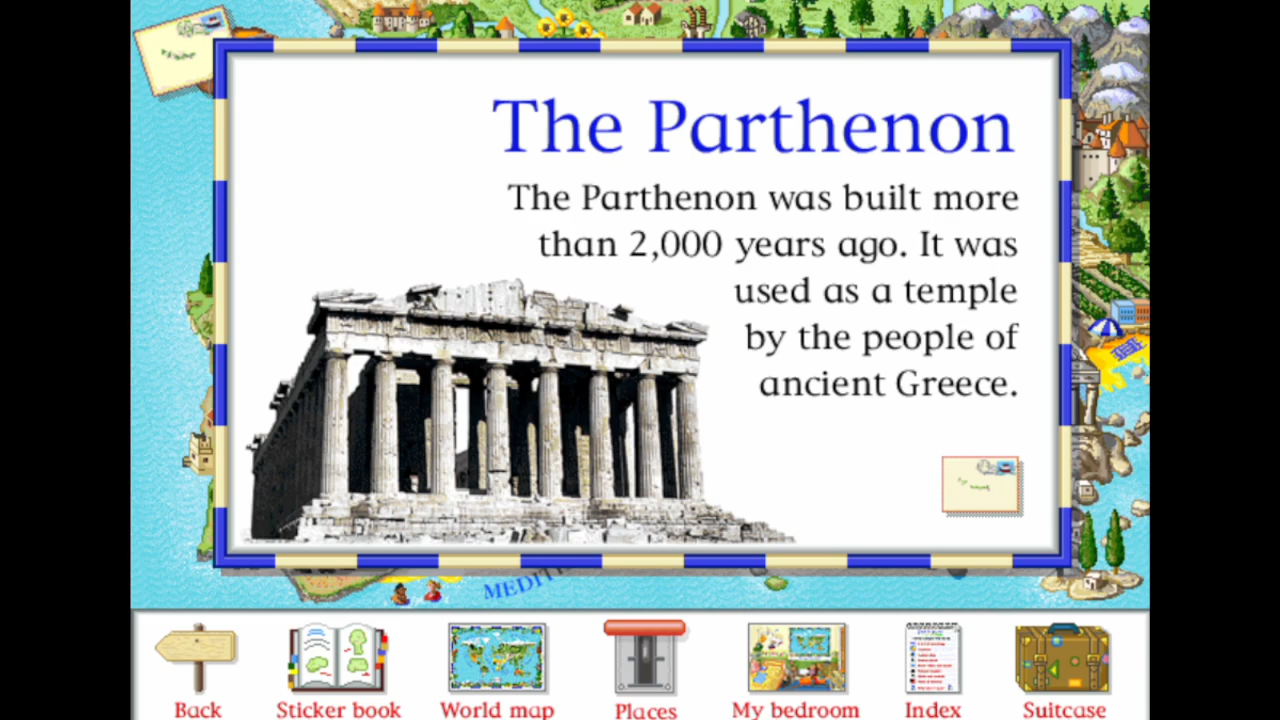 The Parthenon
The Parthenon was built more
than 2,000 years ago. It was
used as a temple
by the people of
ancient Greece.
Back
Sticker book
World map
Places
My bedroom
Index
Suitcase